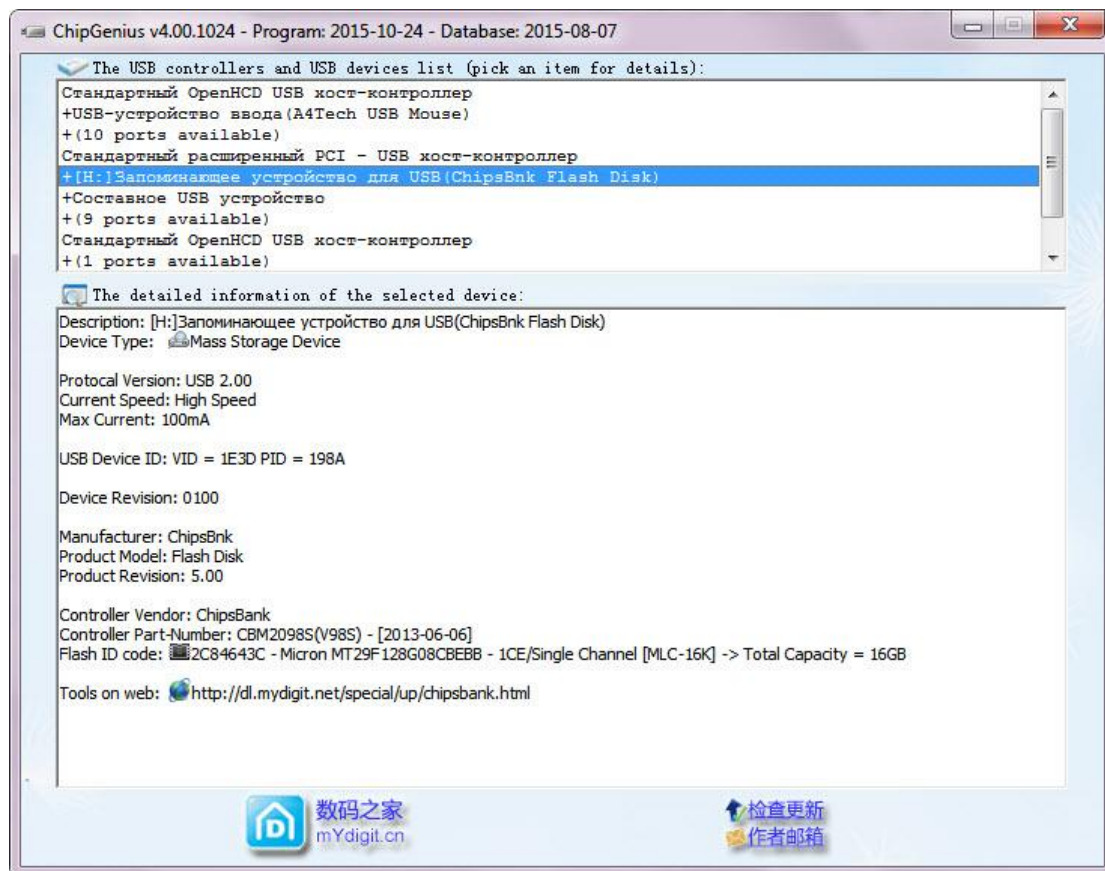 ChipGenius v4.00.1024 - Program: 2015-10-24 - Database: 2015-08-07
The USB controllers and USB devices list (pick an item for details):
Стандартный OpenHCD USB хост-контроллер
+USB-устройство ввода(A4Tech USB Mouse)
+(10 ports available)
Стандартный расширенный PCI - USB хост-контроллер
+[H:]Запоминающее устройство для USB(ChipsBnk Flash Disk)
+Составное USB устройство
+(9 ports available)
Стандартный OpenHCD USB хост-контроллер
+(1 ports available)
The detailed information of the selected device:
Description: [H:]Запоминающее устройство для USB(ChipsBnk Flash Disk)
Device Type: Mass Storage Device
Protocal Version: USB 2.00
Current Speed: High Speed
Max Current: 100mA
USB Device ID: VID = 1E3D PID = 198A
Device Revision: 0100
Manufacturer: ChipsBnk
Product Model: Flash Disk
Product Revision: 5.00
Controller Vendor: ChipsBank
Controller Part-Number: CBM2098S(V98S) - [2013-06-06]
Flash ID code: 2C84643C - Micron MT29F128G08CBEBB - 1CE/Single Channel [MLC-16K] -> Total Capacity = 16GB
Tools on web: http://dl.mydigit.net/special/up/chipsbank.html
数码之家
mYdigit.cn
检查更新
作者邮箱